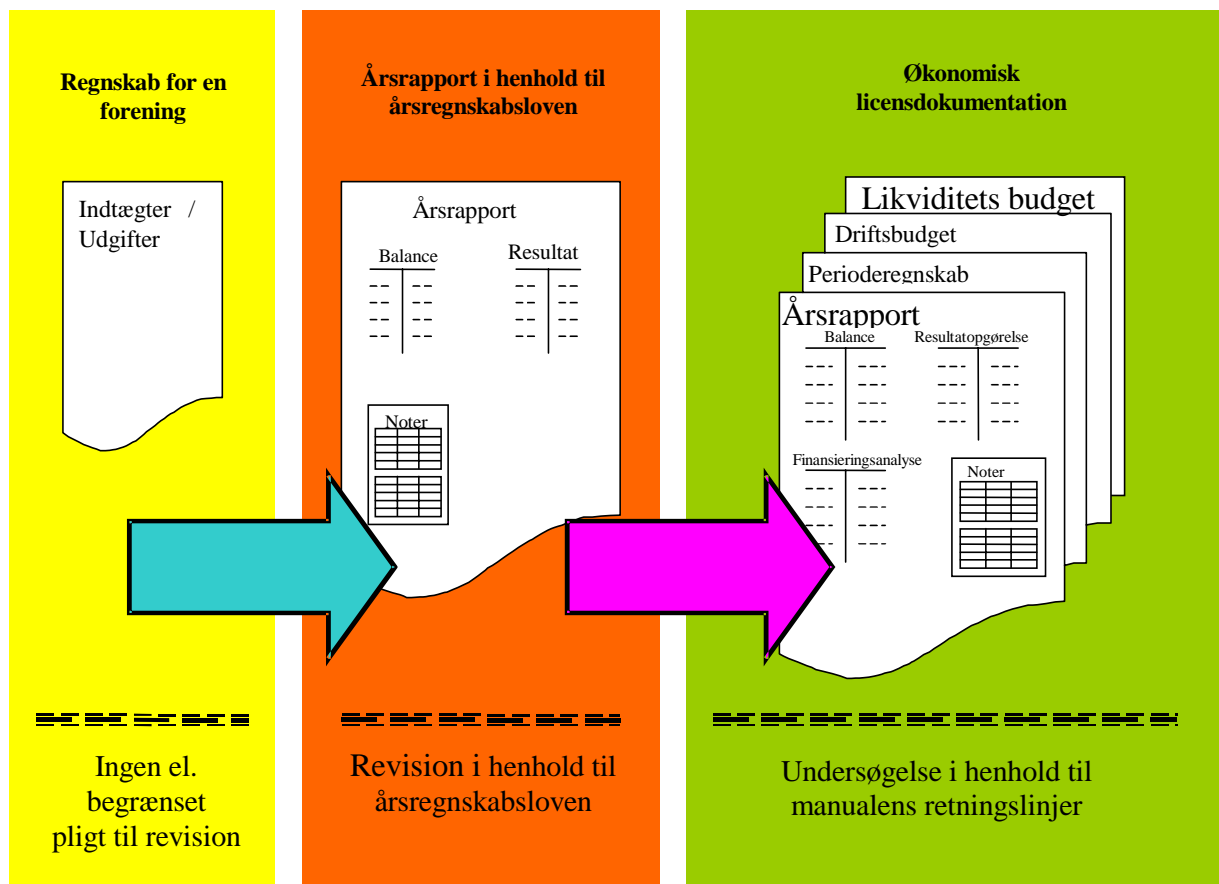 Regnskab for en
forening
Indtægter /
Udgifter
Ingen el.
begrænset
pligt til revision
Årsrapport i henhold til
årsregnskabsloven
Årsrapport
Balance
Resultat
Noter
Revision i henhold til
årsregnskabsloven
Økonomisk
licensdokumentation
Likviditets budget
Driftsbudget
Perioderegnskab
Årsrapport
Balance
Resultatopgørelse
Finansieringsanalyse
Noter
Undersøgelse i henhold til
manualens retningslinjer